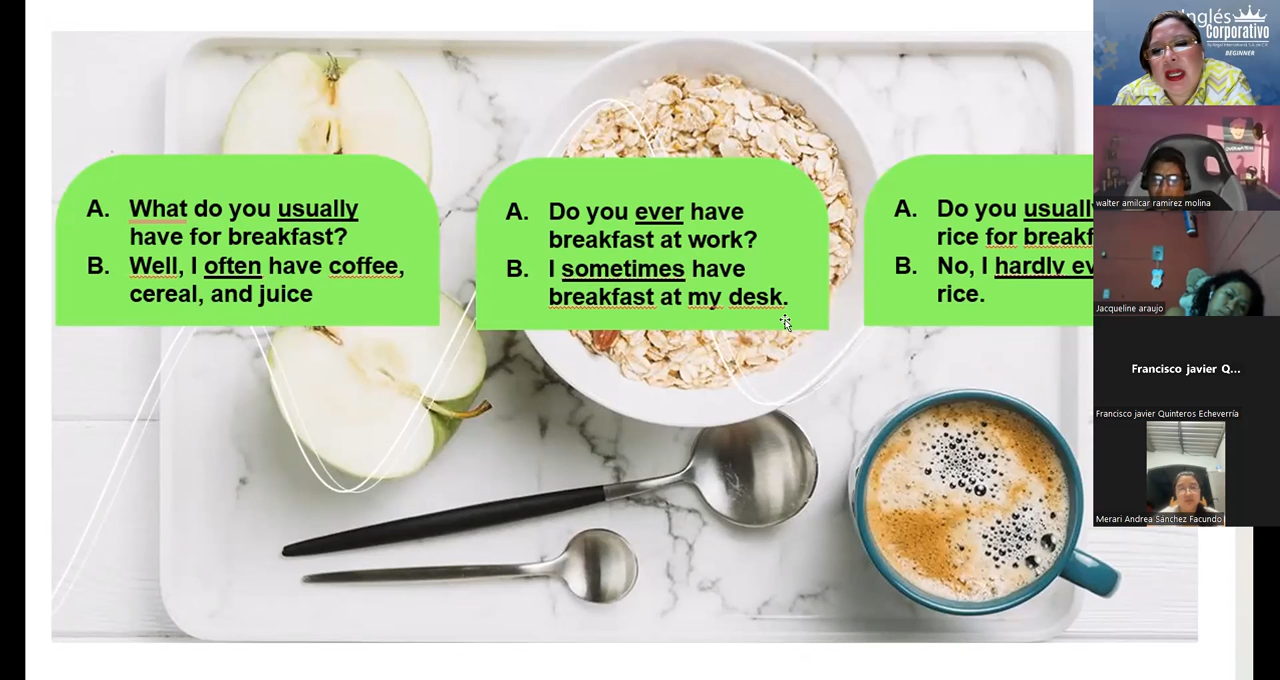 A. What do you usually
have for breakfast?
B. Well, I often have coffee,
cereal, and juice
A. Do you ever have
breakfast at work?
B. I sometimes have
breakfast at my desk.
A. Do you
rice for
B. No, I hardly
rice.
Inglés
Corporativo
BEGINNER
walter amilcar ramirez molina
Jacqueline araujo
Francisco javier Q...
Francisco javier Quinteros Echeverría
Merari Andrea Sánchez Facundo